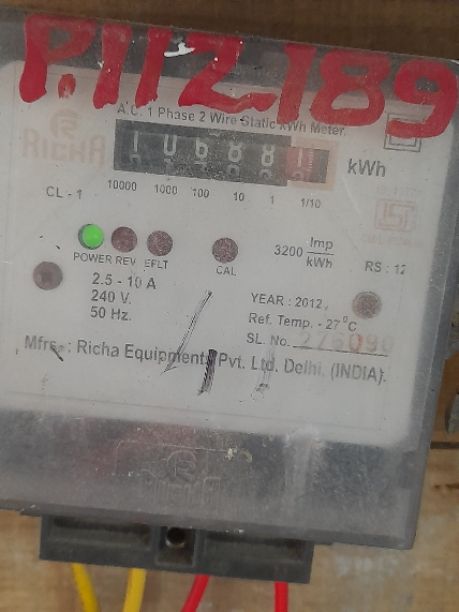 P.112.189
A.C. 1 Phase 2 Wire Static kWh Meter.
RICHA
kWh
CL - 1
10000 1000 100 10 1 1/10
POWER REV EFLT
CAL
3200 Imp/kWh
RS : 12
2.5 - 10 A
240 V.
50 Hz.
YEAR : 2012.
Ref. Temp. - 27°C
SL. No. 276090
Mfrs. : Richa Equipments Pvt. Ltd. Delhi, (INDIA).